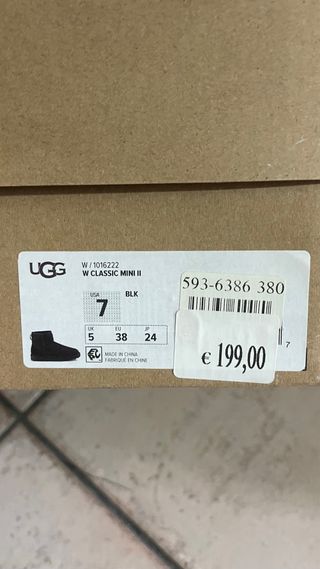 UGG
W / 1016222
W CLASSIC MINI II
USA
7
BLK
UK EU JP
5 38 24
MADE IN CHINA
FABRIQUÉ EN CHINE
593-6386 380
€ 199,00
7